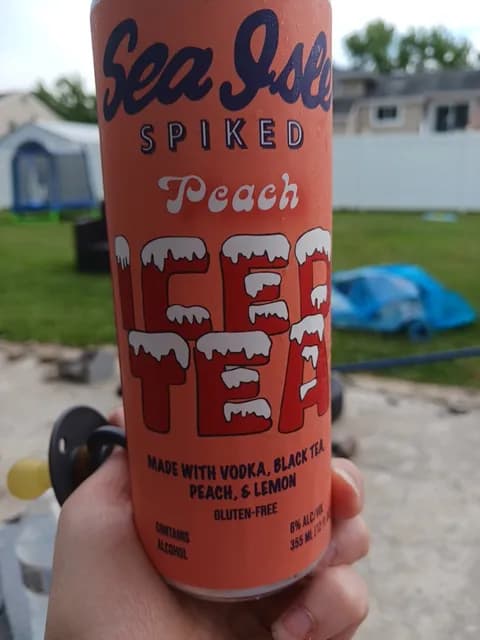 Sea Isle
SPIKED
Peach
ICED
TEA
MADE WITH VODKA, BLACK TEA,
PEACH, & LEMON
GLUTEN-FREE
CONTAINS
ALCOHOL
6% ALC/VOL
355 ML (12